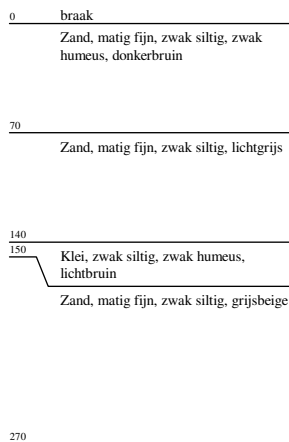 0 braak
Zand, matig fijn, zwak siltig, zwak
humeus, donkerbruin
70
Zand, matig fijn, zwak siltig, lichtgrijs
140
150
Klei, zwak siltig, zwak humeus,
lichtbruin
Zand, matig fijn, zwak siltig, grijsbeige
270